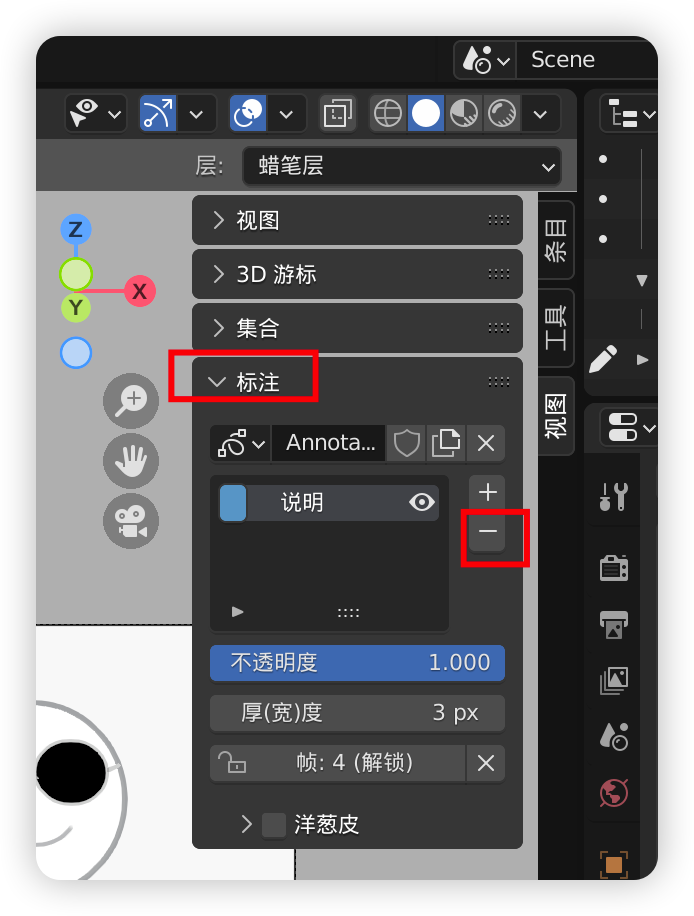 Scene
层:
蜡笔层
视图
3D 游标
集合
标注
Annota...
说明
不透明度 1.000
厚(宽)度 3 px
帧: 4 (解锁)
洋葱皮
条目
工具
视图
Z
X
Y